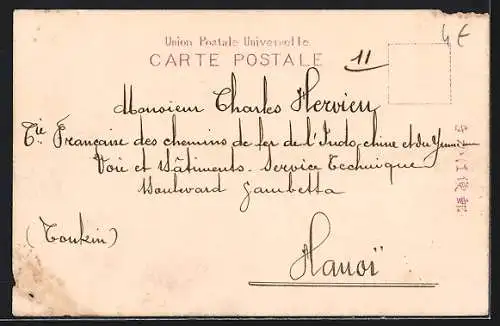 Union Postale Universelle
CARTE POSTALE
11
4€
Monsieur Charles Hervieu
Cie Française des chemins de fer de l'Indo-chine et du Yunnam
Voie et Bâtiments - Service Technique
Boulevard Gambetta
(Tonkin)
Hanoï